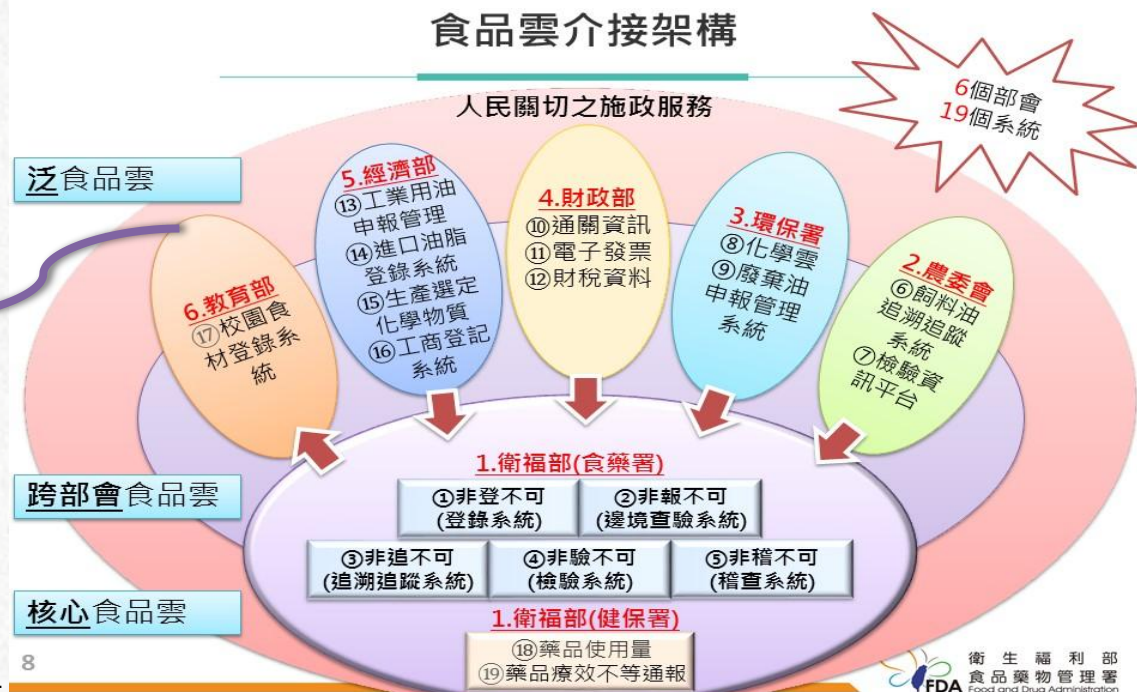 食品雲介接架構
人民關切之施政服務
6個部會
19個系統
泛食品雲
6.教育部
⑰校園食
材登錄系
統
5.經濟部
⑬工業用油
申報管理
⑭進口油脂
登錄系統
⑮生產選定
化學物質
⑯工商登記
系統
4.財政部
⑩通關資訊
⑪電子發票
⑫財稅資料
3.環保署
⑧化學雲
⑨廢棄油
申報管理
系統
2.農委會
⑥飼料油
追溯追蹤
系統
⑦檢驗資
訊平台
跨部會食品雲
1.衛福部(食藥署)
①非登不可
(登錄系統)
②非報不可
(邊境查驗系統)
③非追不可
(追溯追蹤系統)
④非驗不可
(檢驗系統)
⑤非稽不可
(稽查系統)
核心食品雲
1.衛福部(健保署)
⑱藥品使用量
⑲藥品療效不等通報
8
衛生福利部
食品藥物管理署
FDA Food and Drug Administration